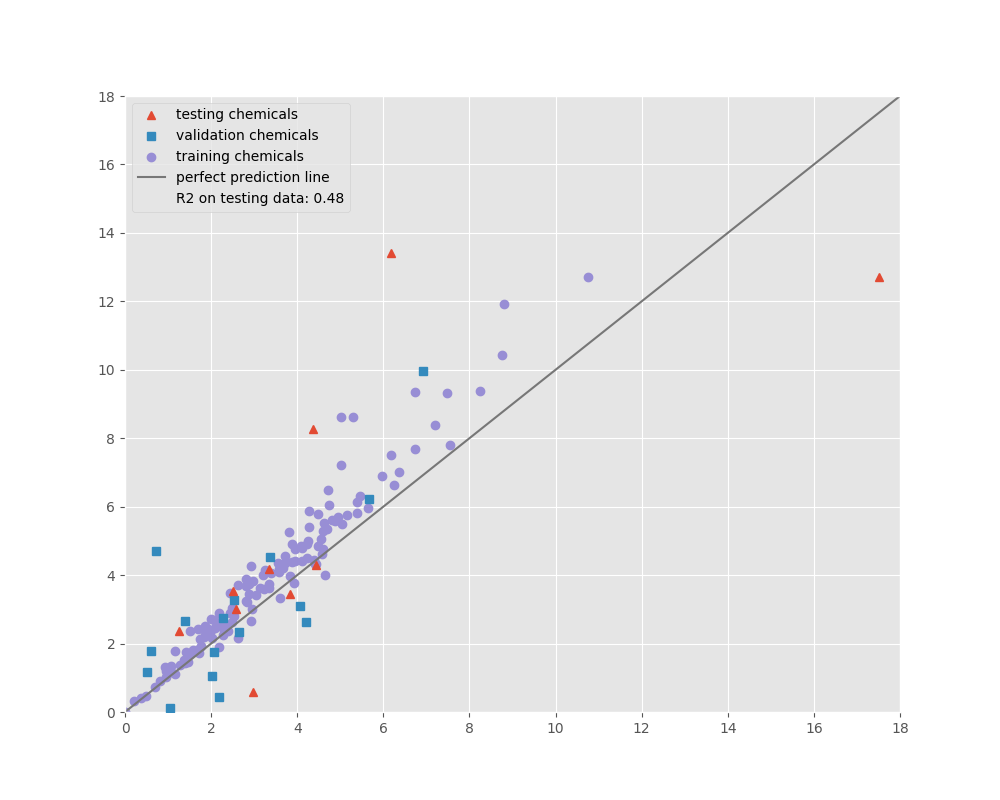 18
16
14
12
10
8
6
4
2
0
testing chemicals
validation chemicals
training chemicals
perfect prediction line
R2 on testing data: 0.48
0 2 4 6 8 10 12 14 16 18